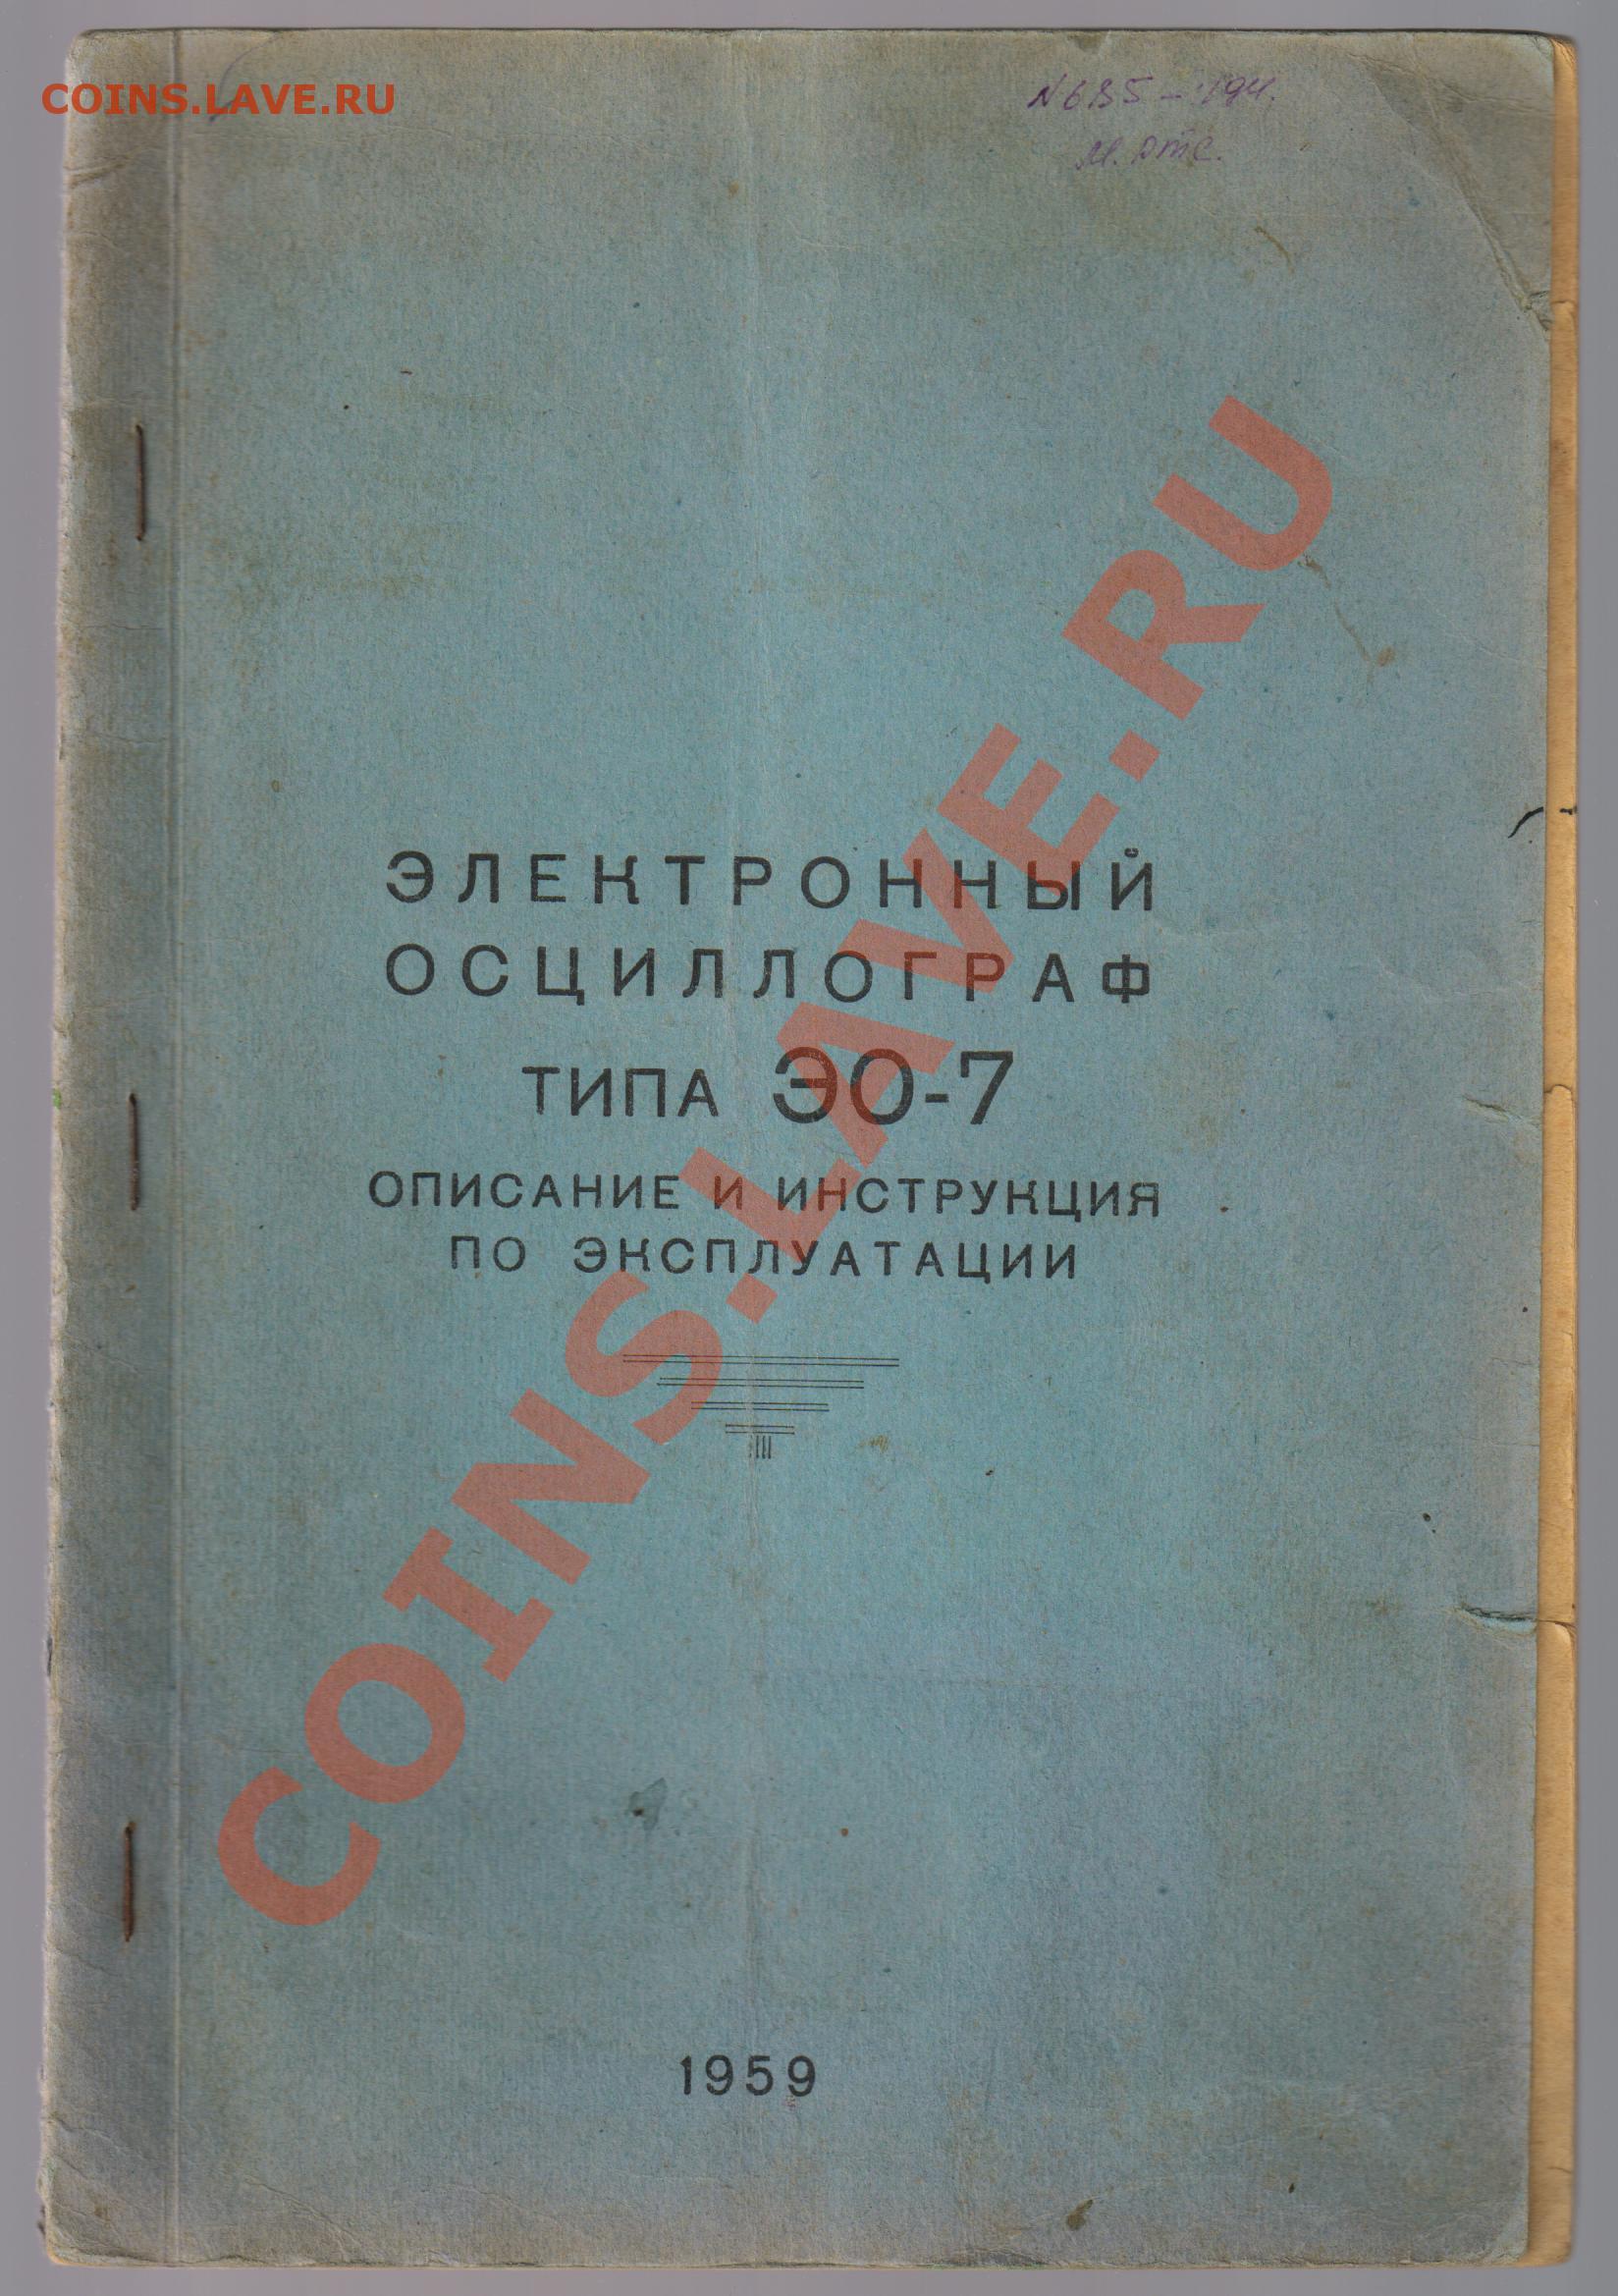 COINS.LAVE.RU
ЭЛЕКТРОННЫЙ
ОСЦИЛЛОГРАФ
ТИПА ЭО-7
ОПИСАНИЕ И ИНСТРУКЦИЯ
ПО ЭКСПЛУАТАЦИИ
COINS.LAVE.RU
1959